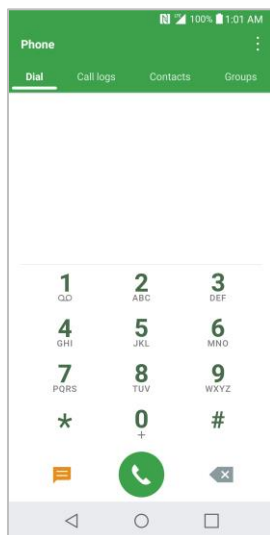 100% 1:01 AM
Phone
Dial Call logs Contacts Groups
1 2 3
ABC DEF
4 5 6
GHI JKL MNO
7 8 9
PQRS TUV WXYZ
* 0 #
+